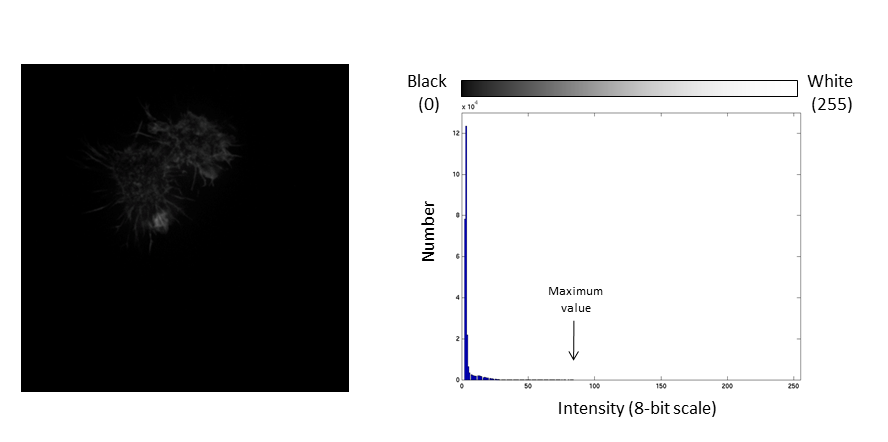 Black
(0)
White
(255)
x 10^4
12
10
8
6
4
2
0
Number
Maximum
value
0
50
100
150
200
250
Intensity (8-bit scale)